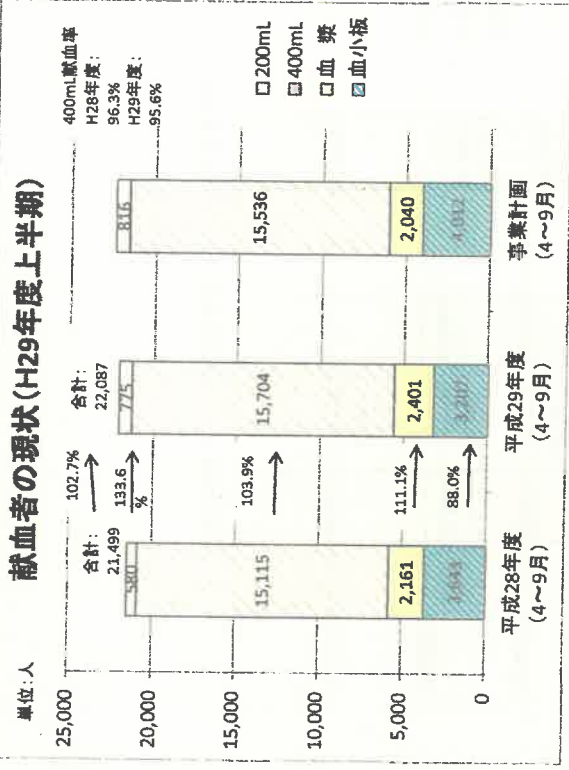 献血者の現状(H29年度上半期)
単位:人
400mL献血率
H28年度:
96.3%
H29年度:
95.6%
25,000
20,000
15,000
10,000
5,000
0
合計:
21,499
580
15,115
2,161
3,643
102.7%
133.6
%
103.9%
111.1%
88.0%
合計:
22,087
775
15,704
2,401
3,207
816
15,536
2,040
平成28年度
(4～9月)
平成29年度
(4～9月)
事業計画
(4～9月)
200mL
400mL
血 漿
血小板